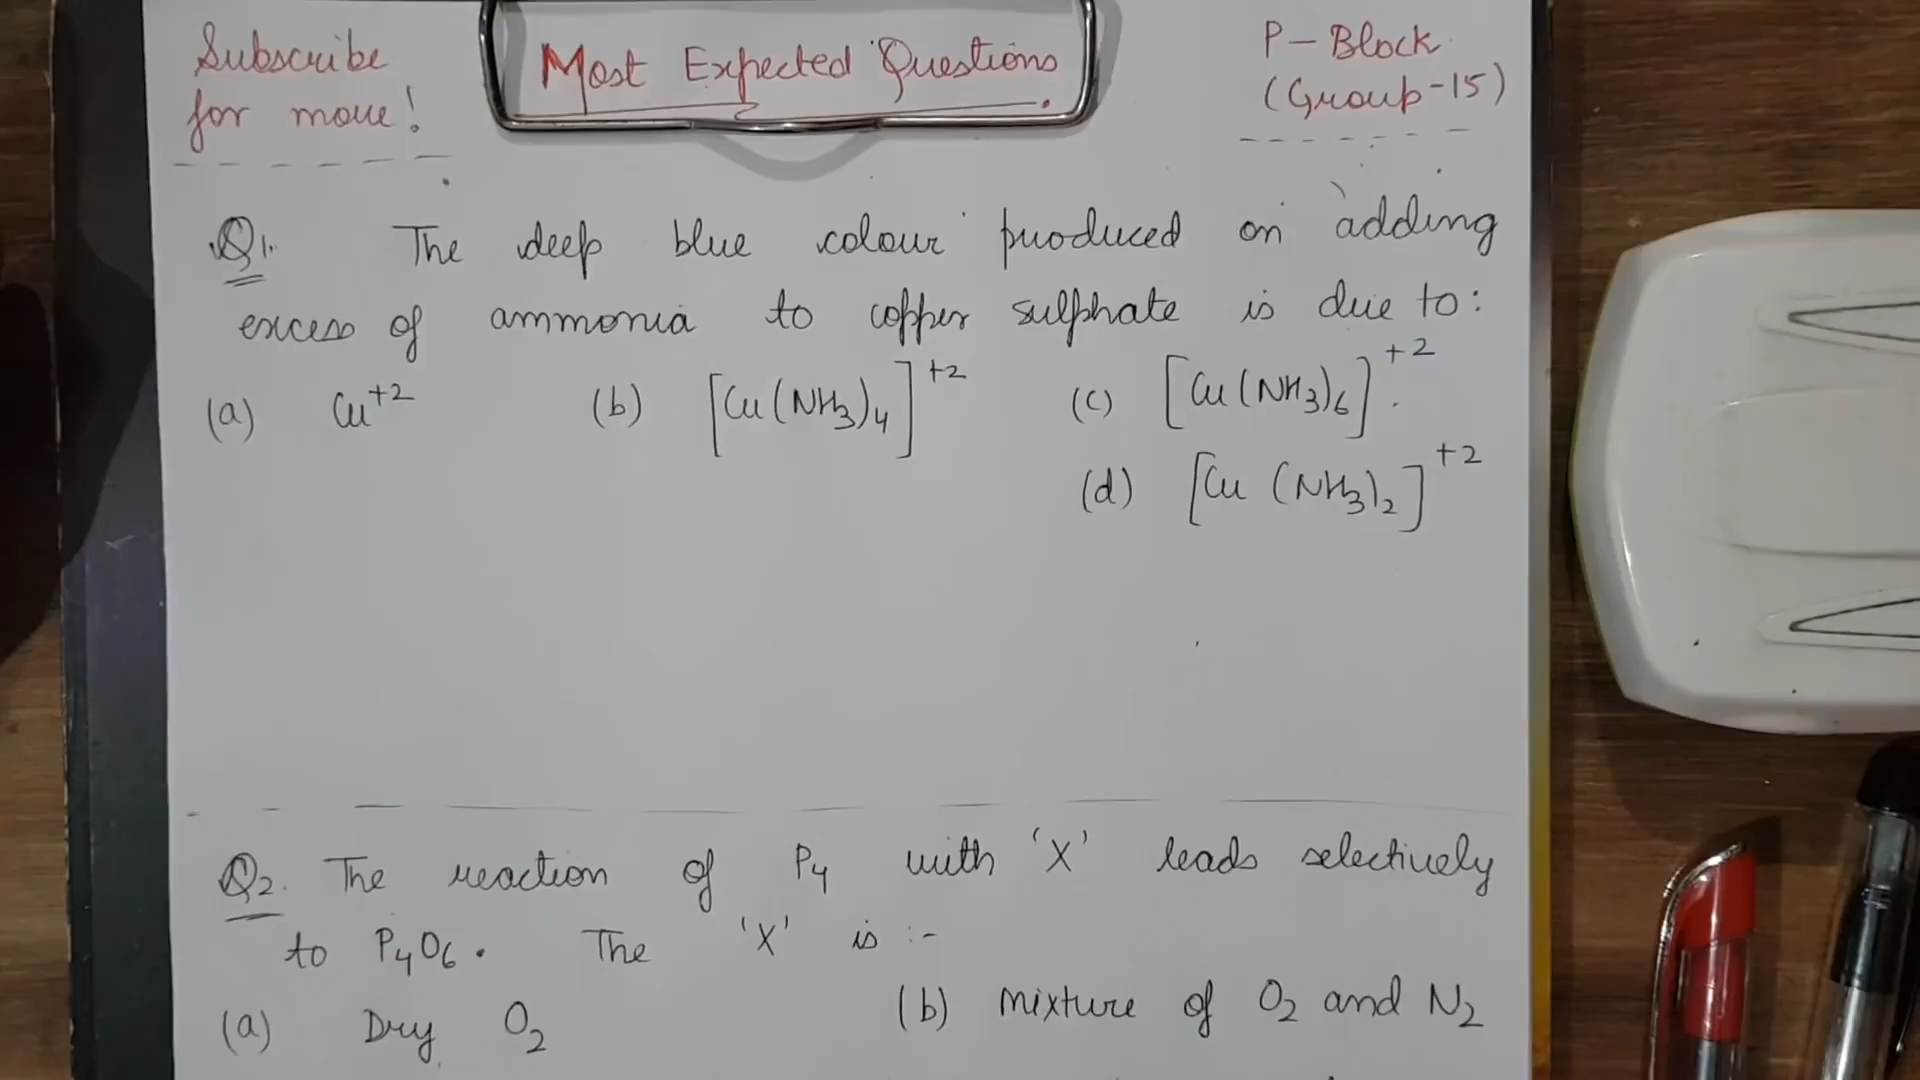 Subscribe
for more!
Most Expected Questions
P-Block
(Group-15)
Q1. The deep blue colour produced on adding
excess of ammonia to copper sulphate is due to:
(a) Cu⁺² (b) [Cu(NH₃)₄]⁺² (c) [Cu(NH₃)₆]⁺²
(d) [Cu(NH₃)₂]⁺²
Q2. The reaction of P₄ with 'X' leads selectively
to P₄O₆. The 'X' is :-
(a) Dry O₂ (b) mixture of O₂ and N₂